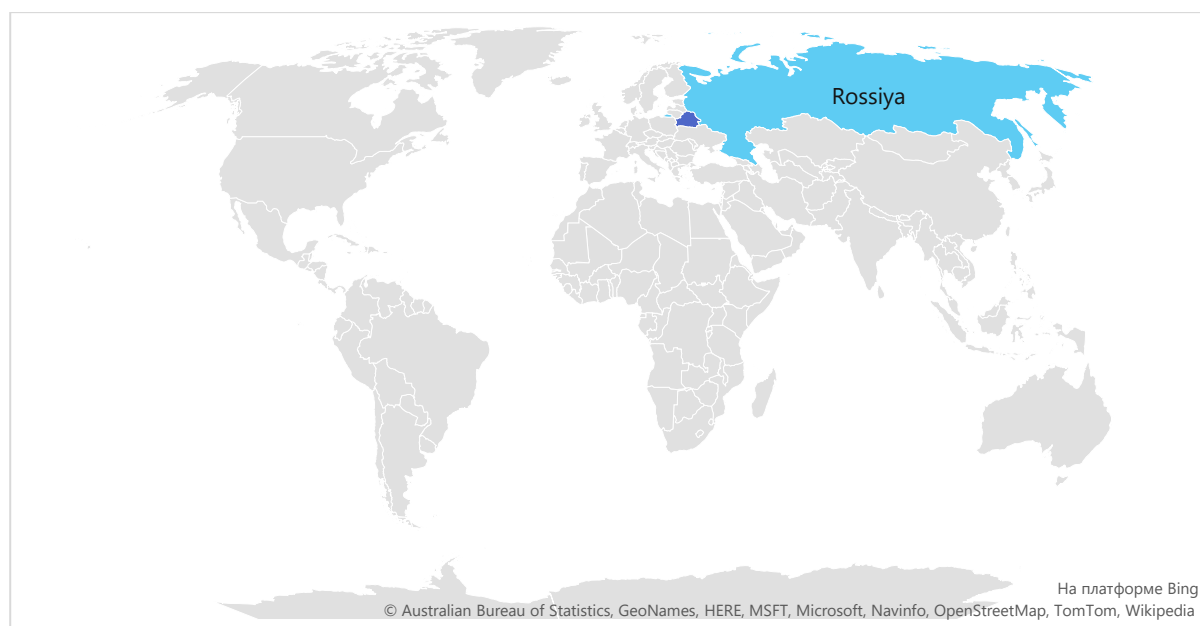 Rossiya
На платформе Bing
© Australian Bureau of Statistics, GeoNames, HERE, MSFT, Microsoft, Navinfo, OpenStreetMap, TomTom, Wikipedia